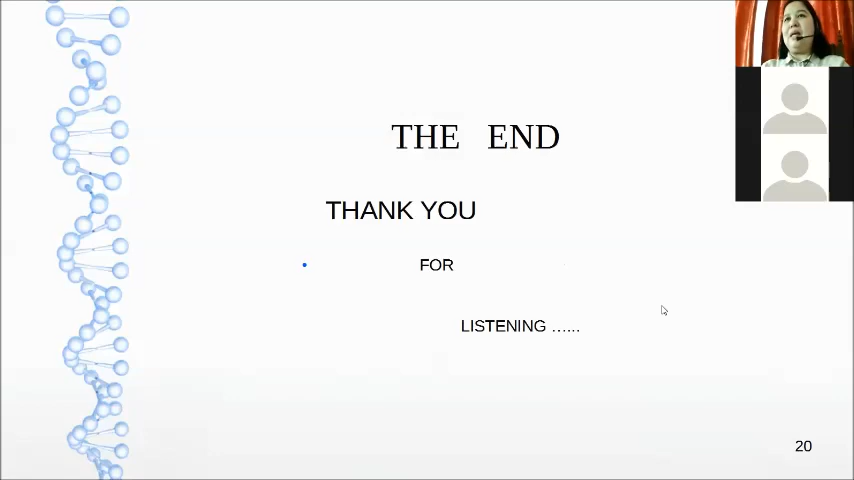 THE END
THANK YOU
FOR
LISTENING ......
20